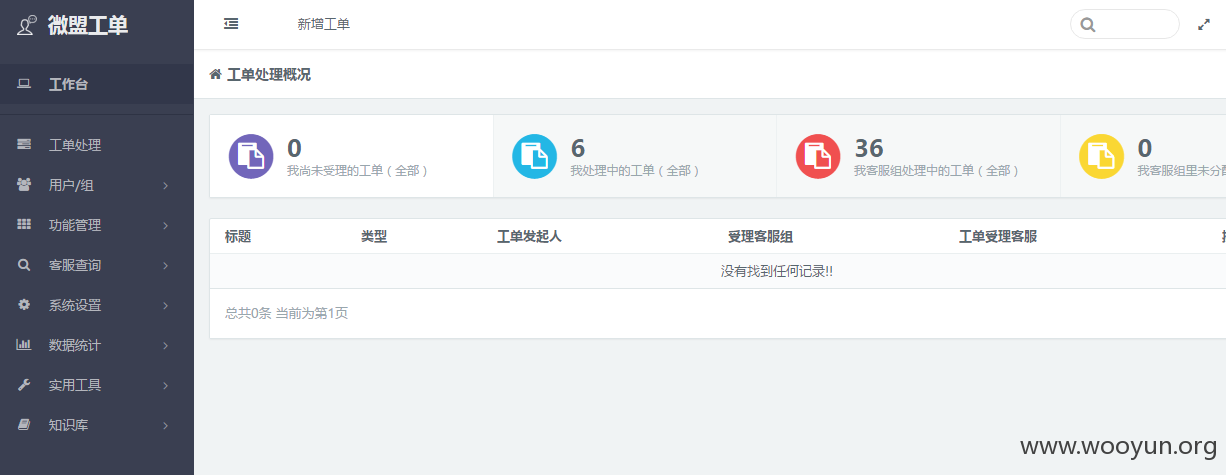 微盟工单
新增工单
工作台
工单处理
用户/组
功能管理
客服查询
系统设置
数据统计
实用工具
知识库
工单处理概况
0
我尚未受理的工单（全部）
6
我处理中的工单（全部）
36
我客服组处理中的工单（全部）
0
我客服组里未分
标题 类型 工单发起人 受理客服组 工单受理客服
没有找到任何记录!!
总共0条 当前为第1页
www.wooyun.org